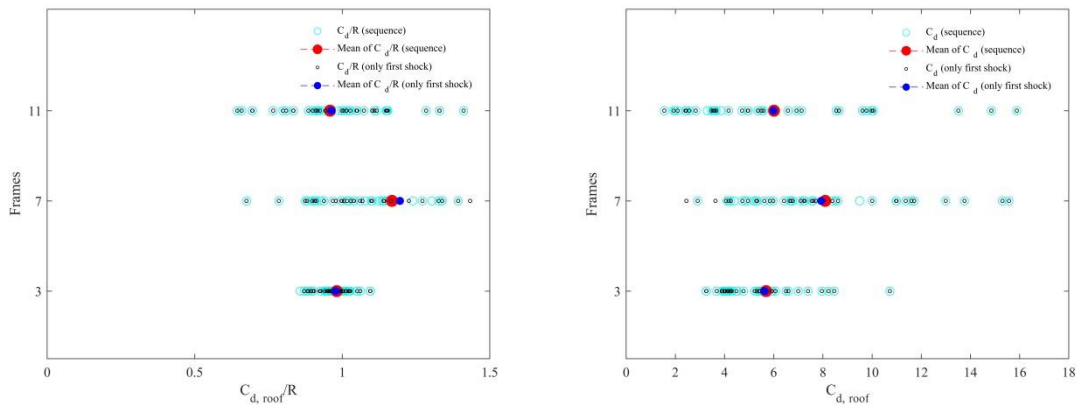 C_d/R (sequence)
Mean of C_d/R (sequence)
C_d/R (only first shock)
Mean of C_d/R (only first shock)
11
7
3
Frames
0
0.5
1
1.5
C_d, roof/R
C_d (sequence)
Mean of C_d (sequence)
C_d (only first shock)
Mean of C_d (only first shock)
11
7
3
Frames
0
2
4
6
8
10
12
14
16
18
C_d, roof